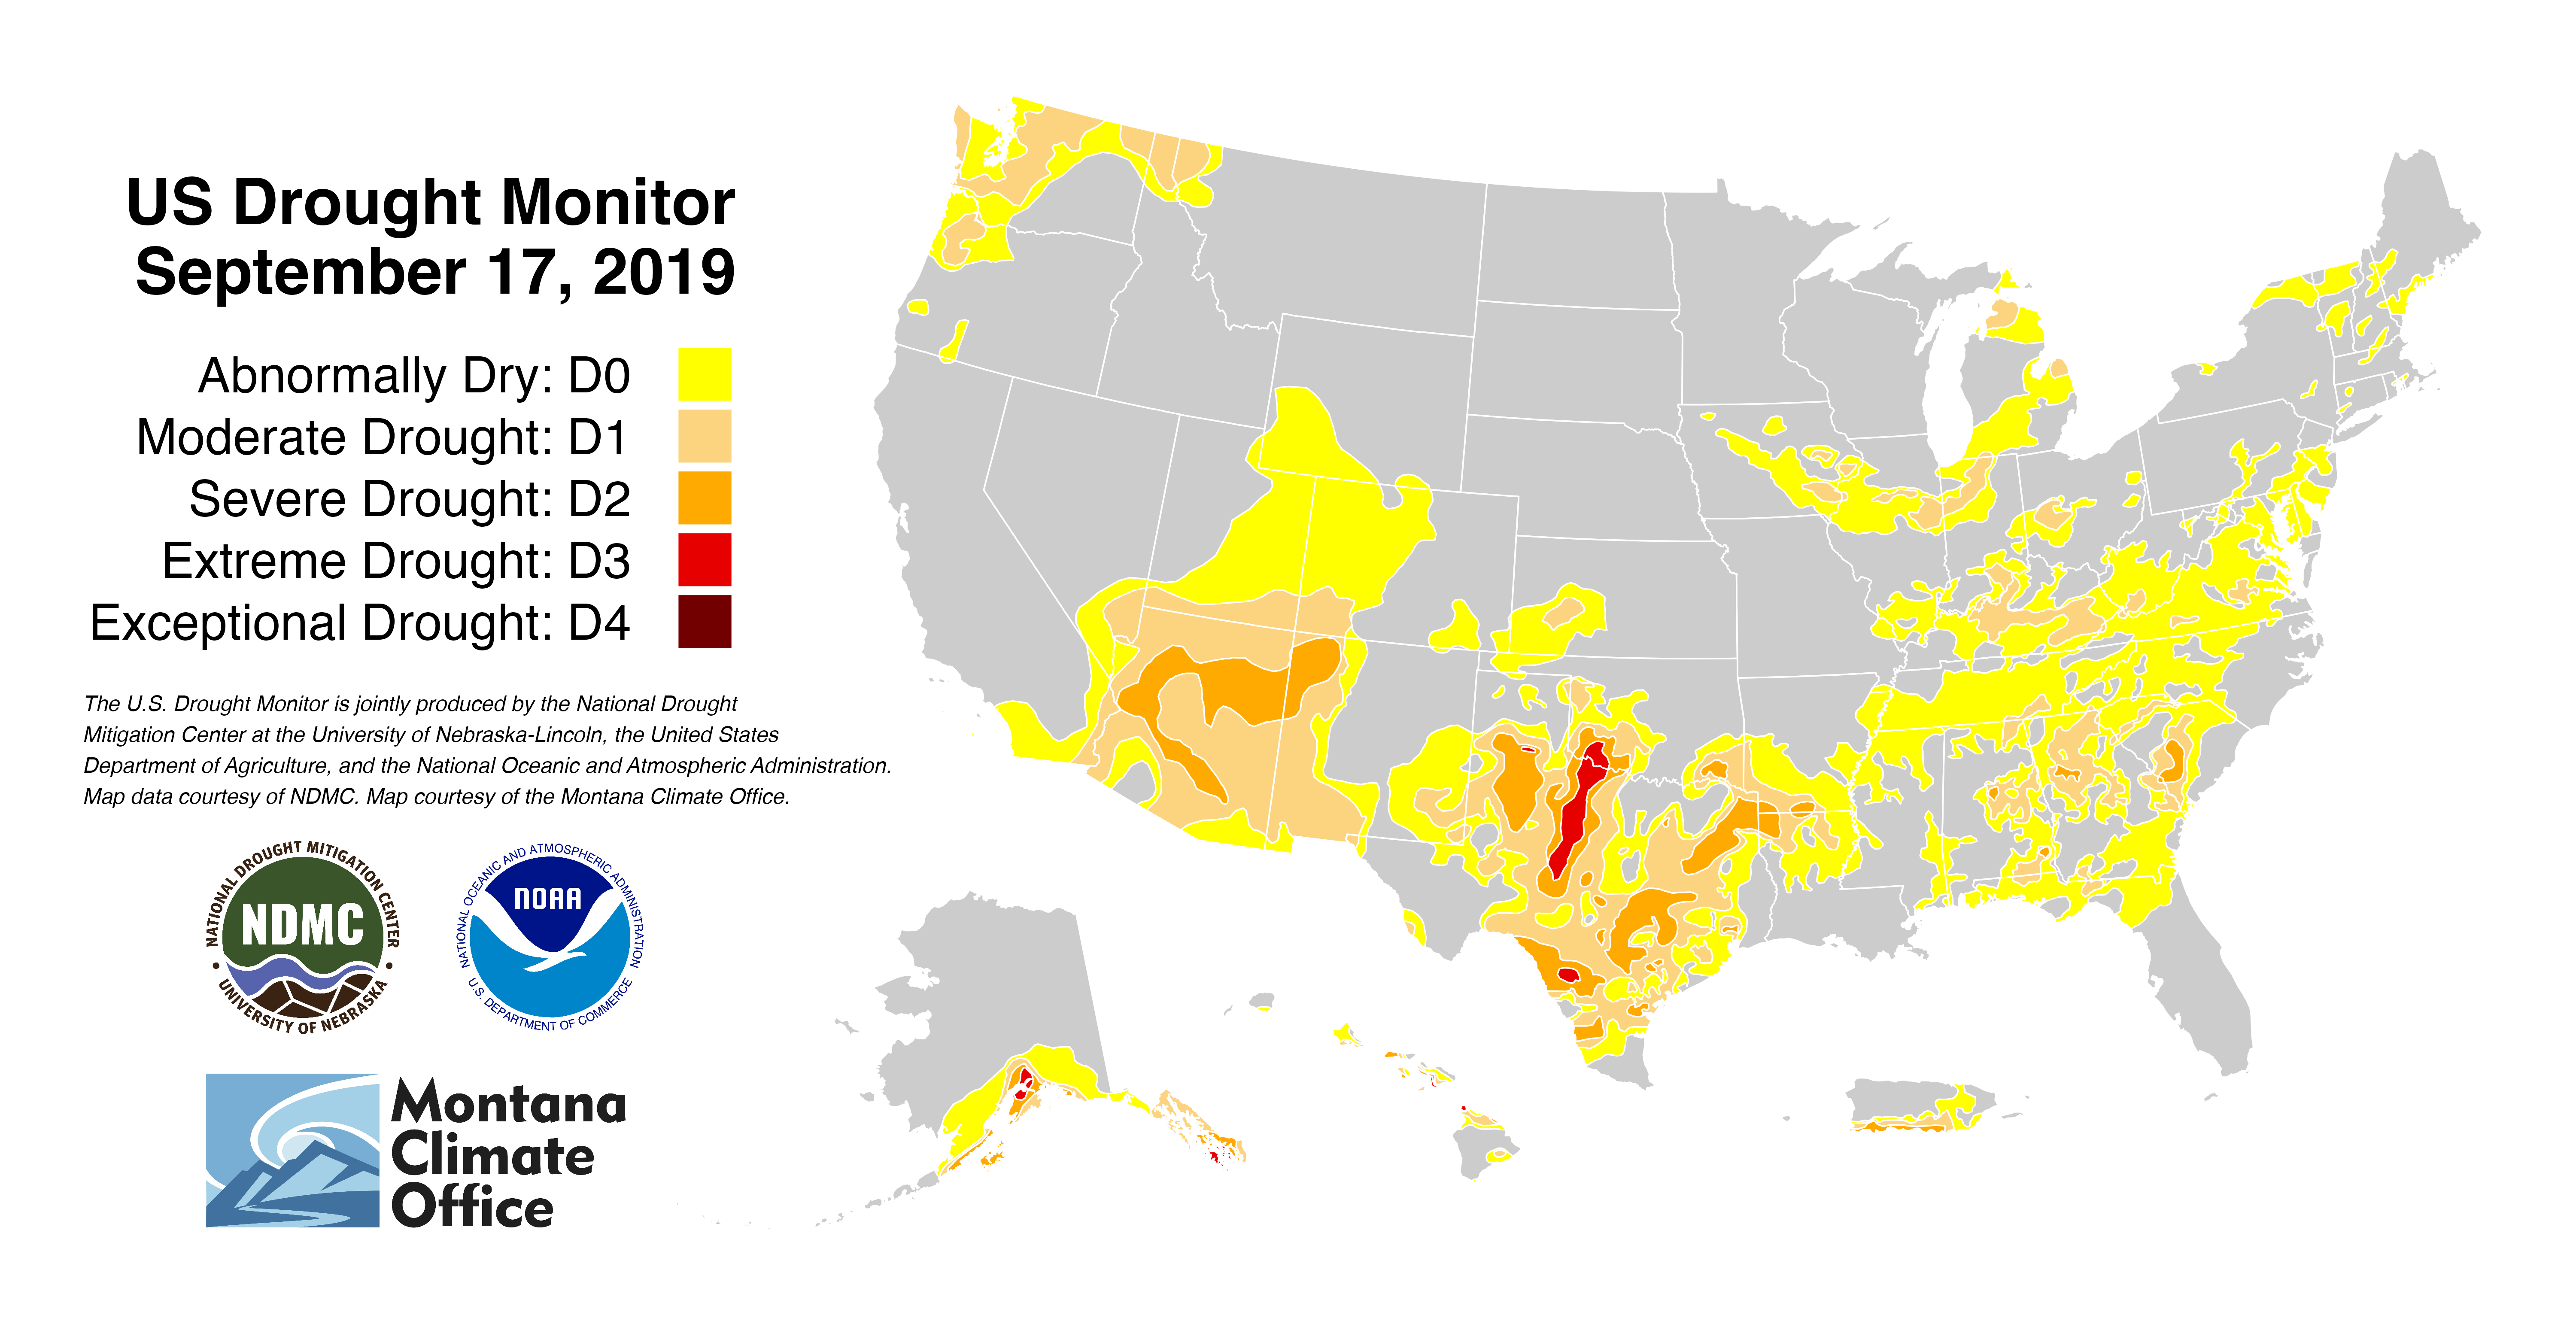 US Drought Monitor
September 17, 2019
Abnormally Dry: D0
Moderate Drought: D1
Severe Drought: D2
Extreme Drought: D3
Exceptional Drought: D4
The U.S. Drought Monitor is jointly produced by the National Drought
Mitigation Center at the University of Nebraska-Lincoln, the United States
Department of Agriculture, and the National Oceanic and Atmospheric Administration.
Map data courtesy of NDMC. Map courtesy of the Montana Climate Office.
NATIONAL DROUGHT MITIGATION CENTER
NDMC
• UNIVERSITY OF NEBRASKA •
NATIONAL OCEANIC AND ATMOSPHERIC ADMINISTRATION
NOAA
U.S. DEPARTMENT OF COMMERCE
Montana
Climate
Office